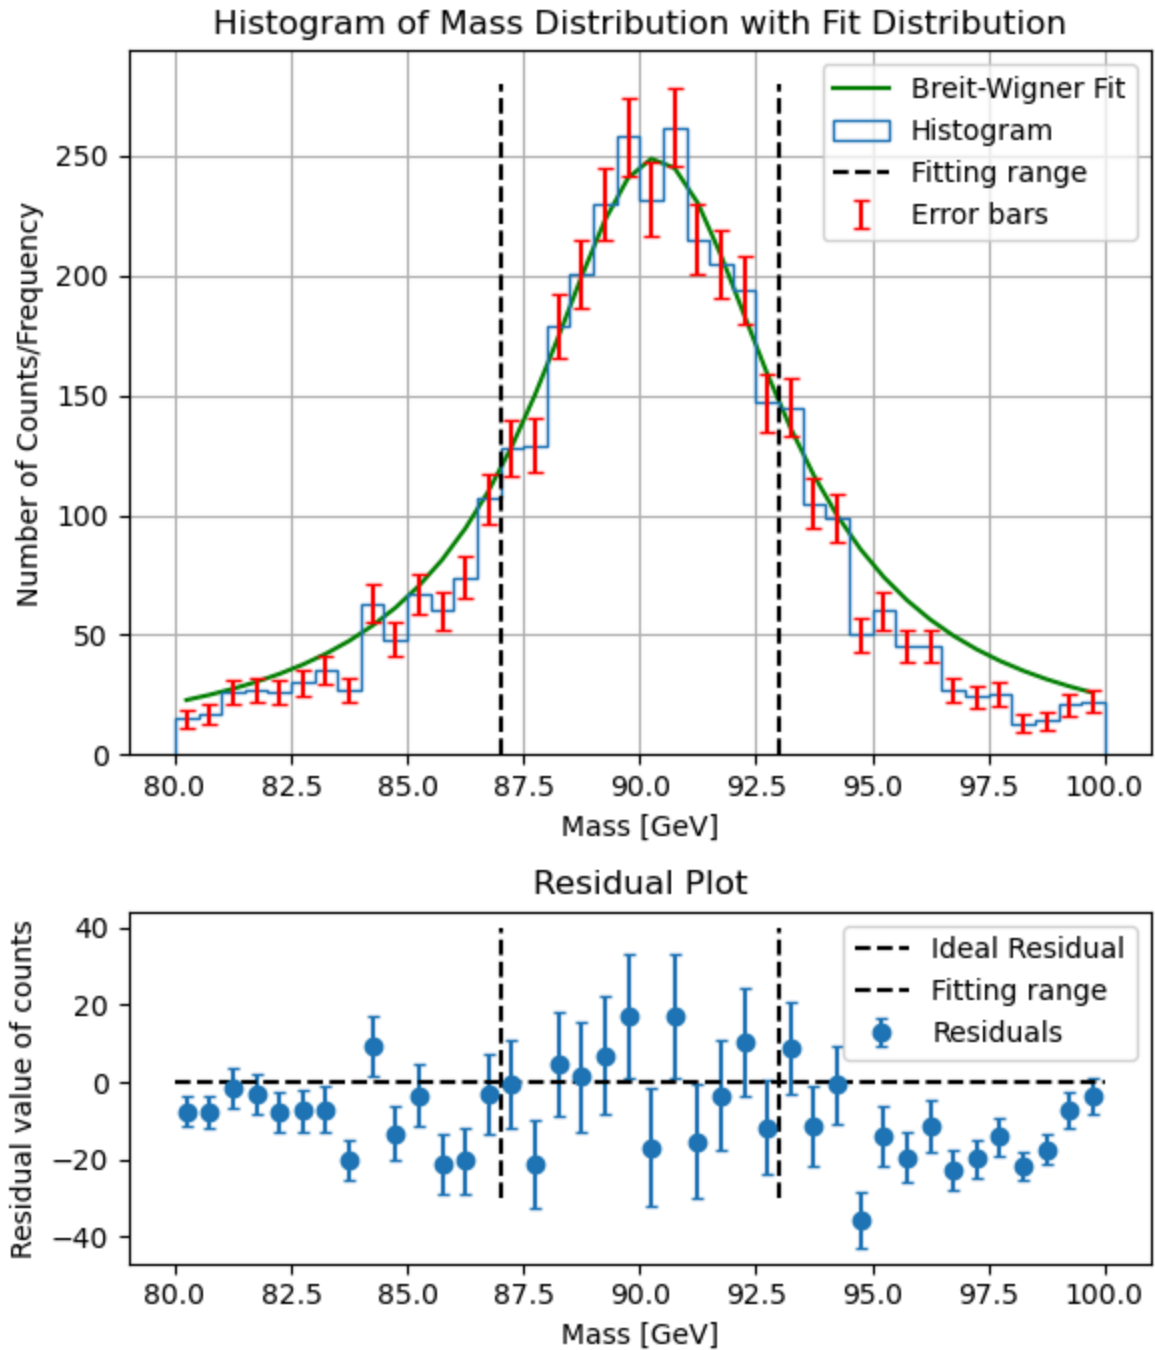 Histogram of Mass Distribution with Fit Distribution
Breit-Wigner Fit
Histogram
Fitting range
Error bars
Number of Counts/Frequency
250
200
150
100
50
0
80.0 82.5 85.0 87.5 90.0 92.5 95.0 97.5 100.0
Mass [GeV]
Residual Plot
Ideal Residual
Fitting range
Residuals
Residual value of counts
40
20
0
−20
−40
80.0 82.5 85.0 87.5 90.0 92.5 95.0 97.5 100.0
Mass [GeV]